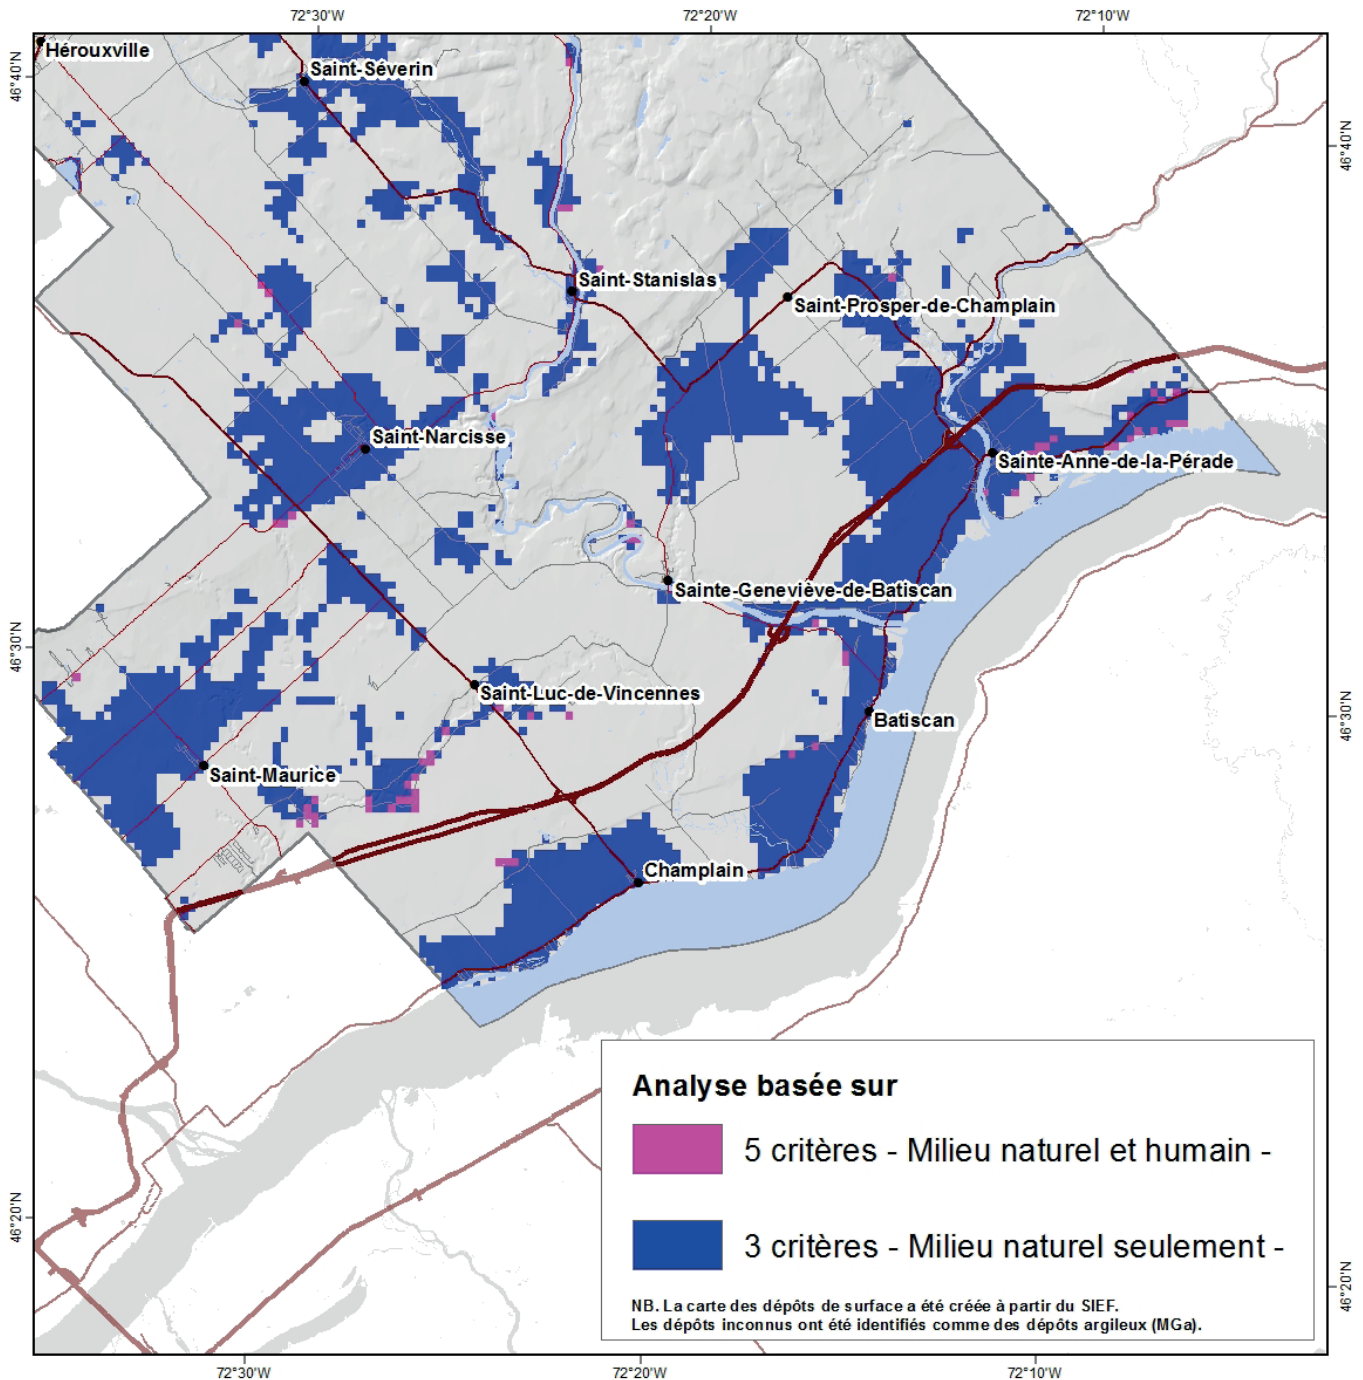 72°30'W
72°20'W
72°10'W
46°40'N
46°40'N
Hérouxville
Saint-Séverin
Saint-Stanislas
Saint-Prosper-de-Champlain
Saint-Narcisse
Sainte-Anne-de-la-Pérade
Sainte-Geneviève-de-Batiscan
46°30'N
46°30'N
Saint-Luc-de-Vincennes
Batiscan
Saint-Maurice
Champlain
Analyse basée sur
5 critères - Milieu naturel et humain -
3 critères - Milieu naturel seulement -
NB. La carte des dépôts de surface a été créée à partir du SIEF.
Les dépôts inconnus ont été identifiés comme des dépôts argileux (MGa).
46°20'N
46°20'N
72°30'W
72°20'W
72°10'W